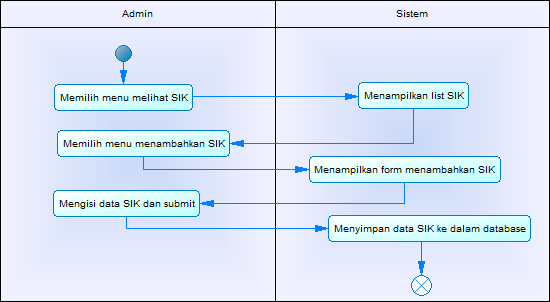 Admin
Sistem
Memilih menu melihat SIK
Menampilkan list SIK
Memilih menu menambahkan SIK
Menampilkan form menambahkan SIK
Mengisi data SIK dan submit
Menyimpan data SIK ke dalam database